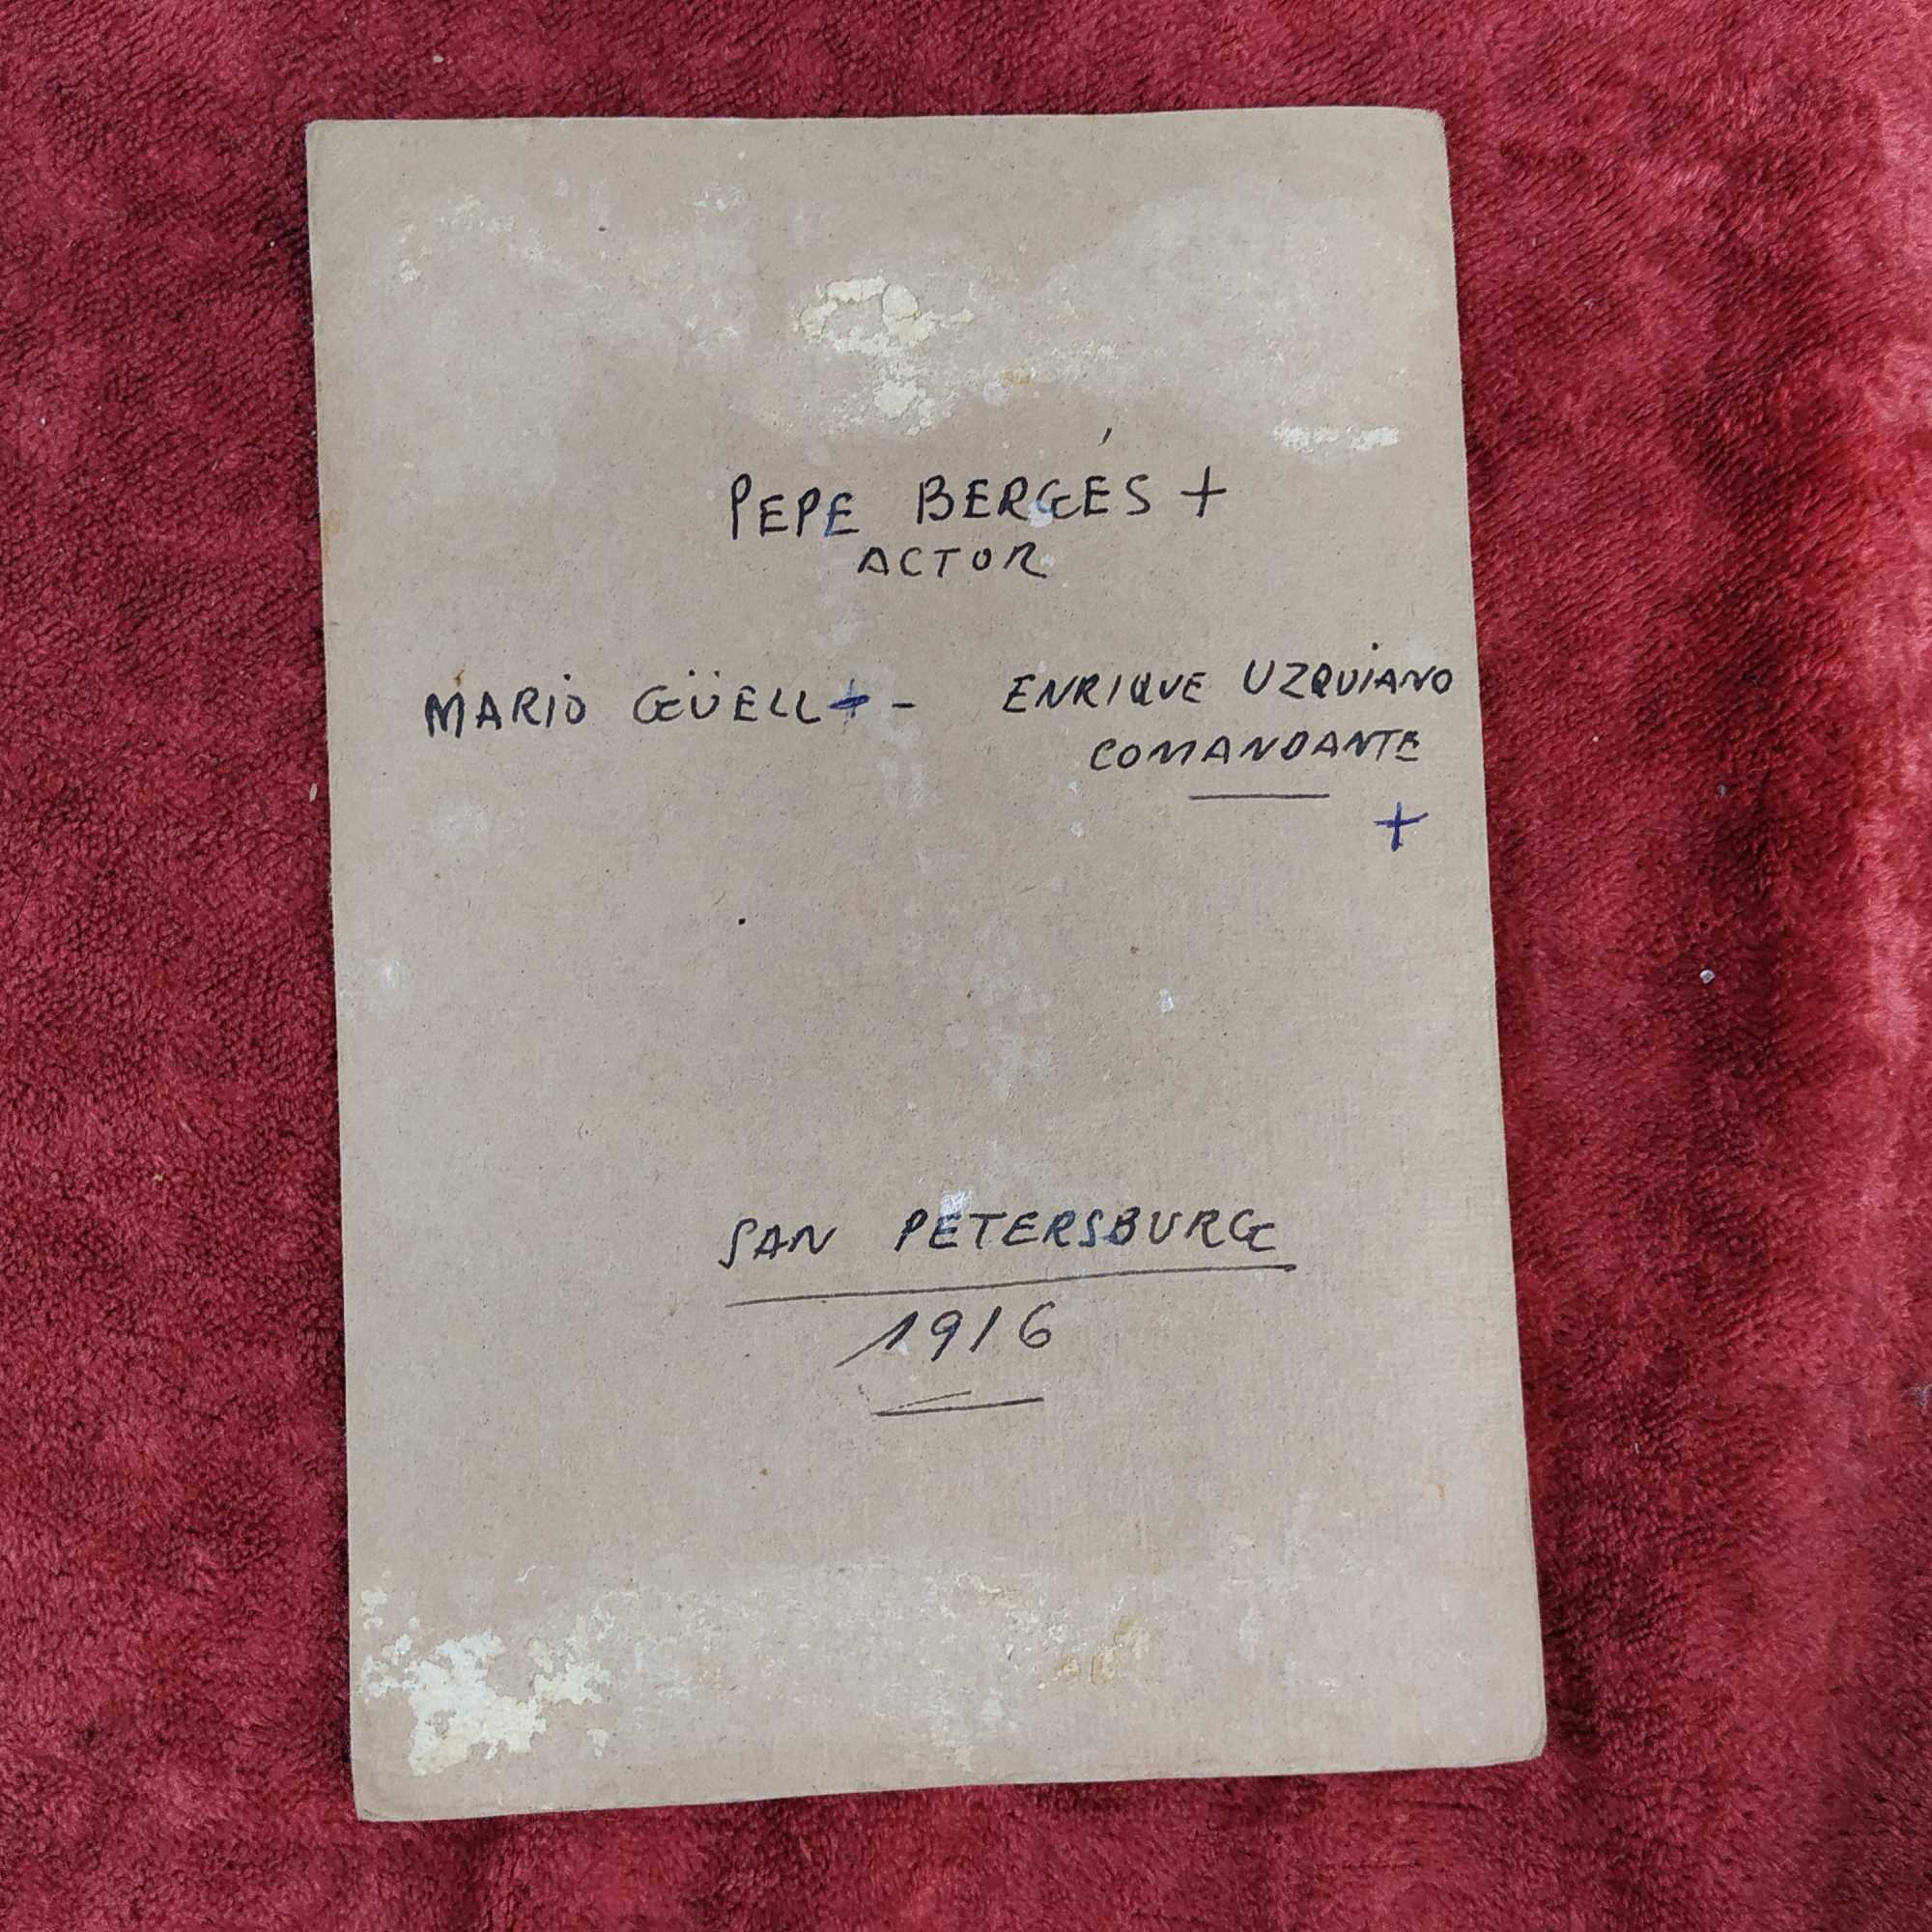 PEPE BERGÉS +
ACTOR
MARIO GÜELL + - ENRIQUE UZQUIANO
COMANDANTE
+
SAN PETERSBURG
1916